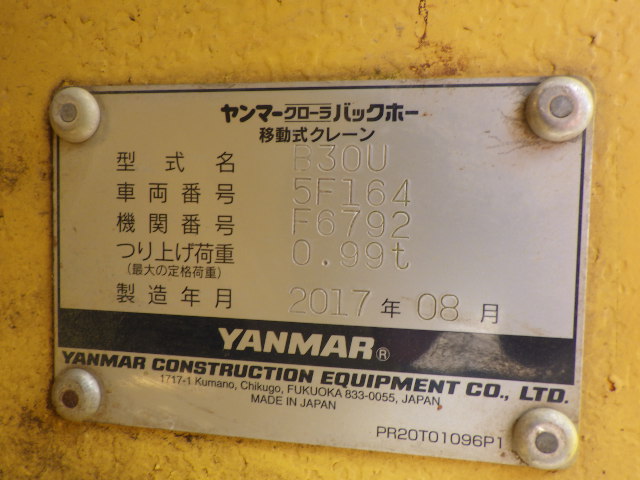 ヤンマークローラバックホー
移動式クレーン
型式名 B30U
車両番号 5F164
機関番号 F6792
つり上げ荷重 0.99t
(最大の定格荷重)
製造年月 2017年 08月
YANMAR®
YANMAR CONSTRUCTION EQUIPMENT CO., LTD.
1717-1 Kumano, Chikugo, FUKUOKA 833-0055, JAPAN
MADE IN JAPAN
PR20T01096P1